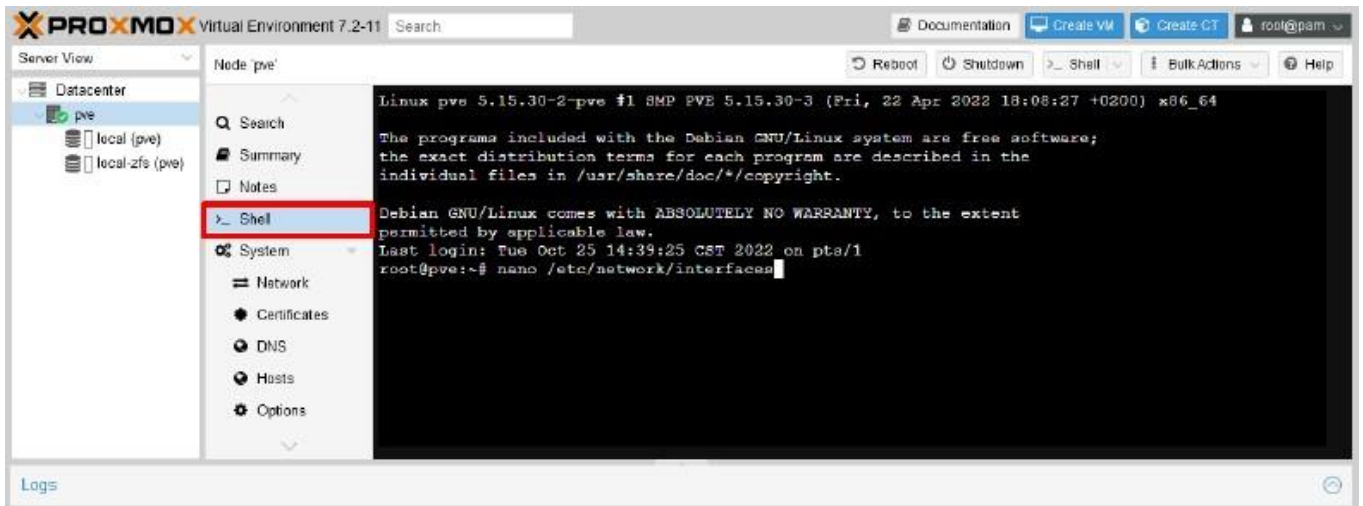 PROXMOX Virtual Environment 7.2-11 Search Documentation Create VM Create CT root@pam
Server View
Node 'pve' Reboot Shutdown >_ Shell Bulk Actions Help
Datacenter
pve
local (pve)
local-zfs (pve)
Search
Summary
Notes
>_ Shell
System
Network
Certificates
DNS
Hosts
Options
Linux pve 5.15.30-2-pve #1 SMP PVE 5.15.30-3 (Fri, 22 Apr 2022 18:08:27 +0200) x86_64
The programs included with the Debian GNU/Linux system are free software;
the exact distribution terms for each program are described in the
individual files in /usr/share/doc/*/copyright.
Debian GNU/Linux comes with ABSOLUTELY NO WARRANTY, to the extent
permitted by applicable law.
Last login: Tue Oct 25 14:39:25 CST 2022 on pts/1
root@pve:~# nano /etc/network/interfaces
Logs